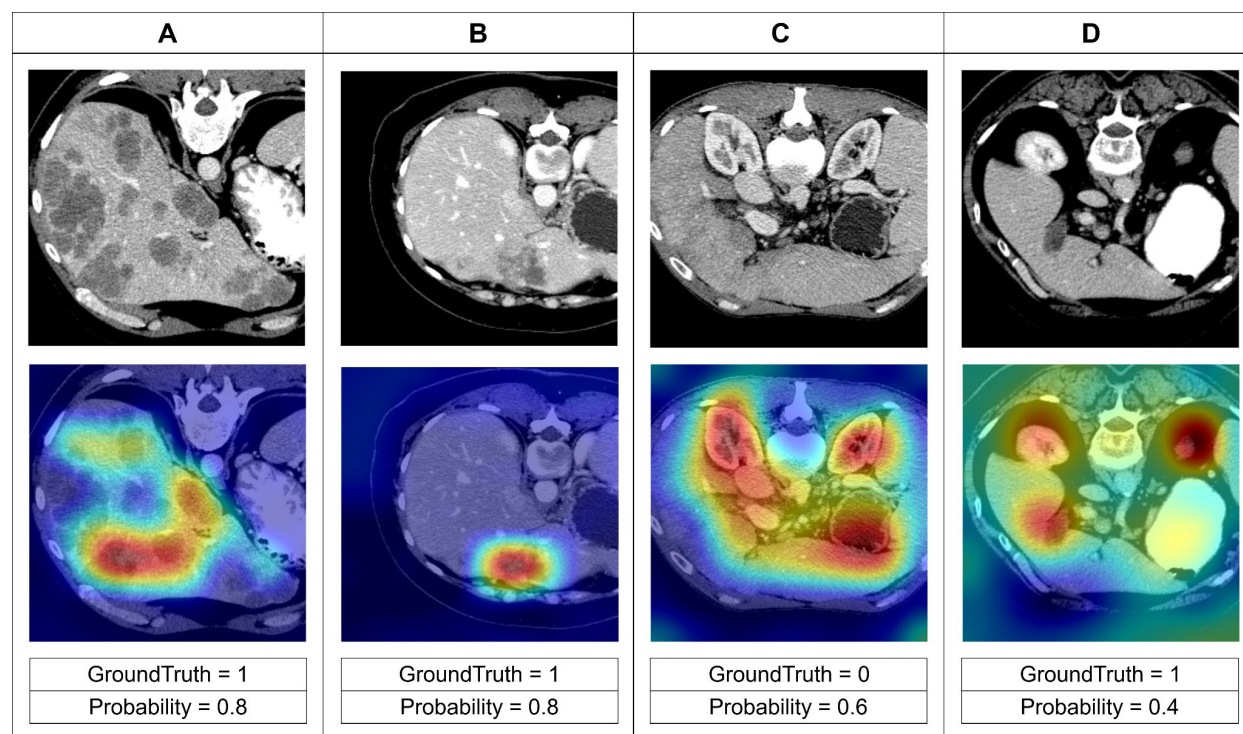 A B C D
GroundTruth = 1 GroundTruth = 1 GroundTruth = 0 GroundTruth = 1
Probability = 0.8 Probability = 0.8 Probability = 0.6 Probability = 0.4